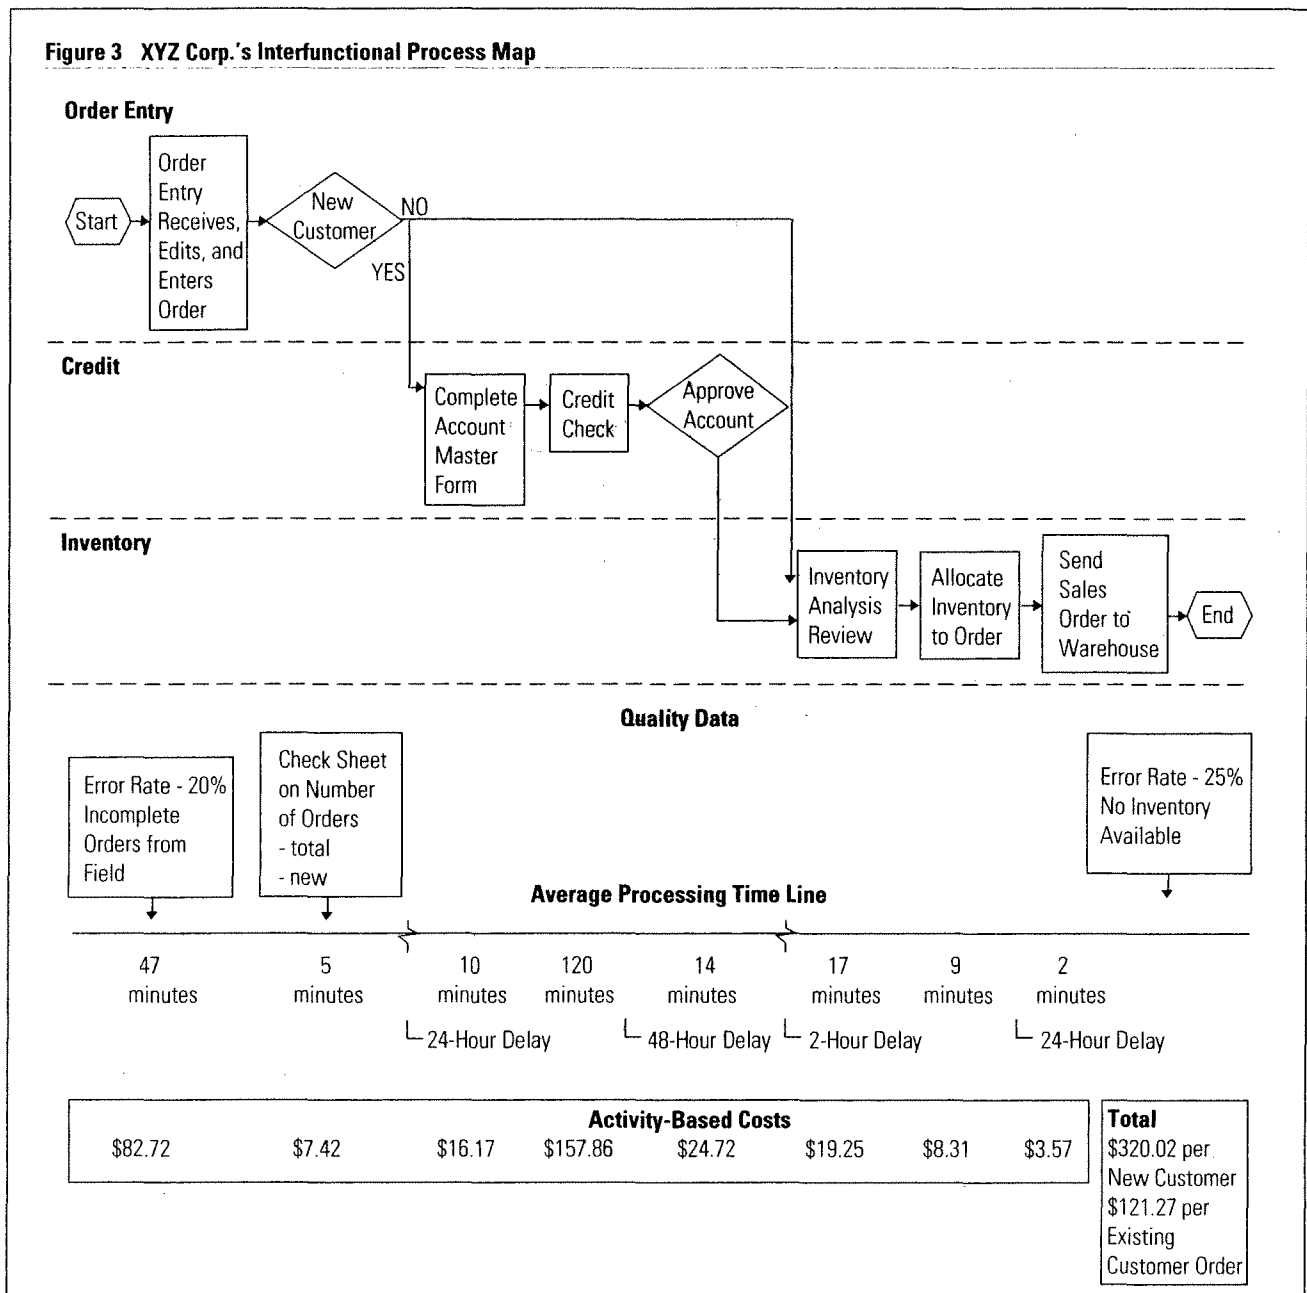 Figure 3 XYZ Corp.'s Interfunctional Process Map
Order Entry
Start
Order
Entry
Receives,
Edits, and
Enters
Order
New
Customer
NO
YES
Credit
Complete
Account
Master
Form
Credit
Check
Approve
Account
Inventory
Inventory
Analysis
Review
Allocate
Inventory
to Order
Send
Sales
Order to
Warehouse
End
Quality Data
Error Rate - 20%
Incomplete
Orders from
Field
Check Sheet
on Number
of Orders
- total
- new
Error Rate - 25%
No Inventory
Available
Average Processing Time Line
47
minutes
5
minutes
10
minutes
120
minutes
14
minutes
17
minutes
9
minutes
2
minutes
24-Hour Delay
48-Hour Delay
2-Hour Delay
24-Hour Delay
Activity-Based Costs
$82.72 $7.42 $16.17 $157.86 $24.72 $19.25 $8.31 $3.57
Total
$320.02 per
New Customer
$121.27 per
Existing
Customer Order